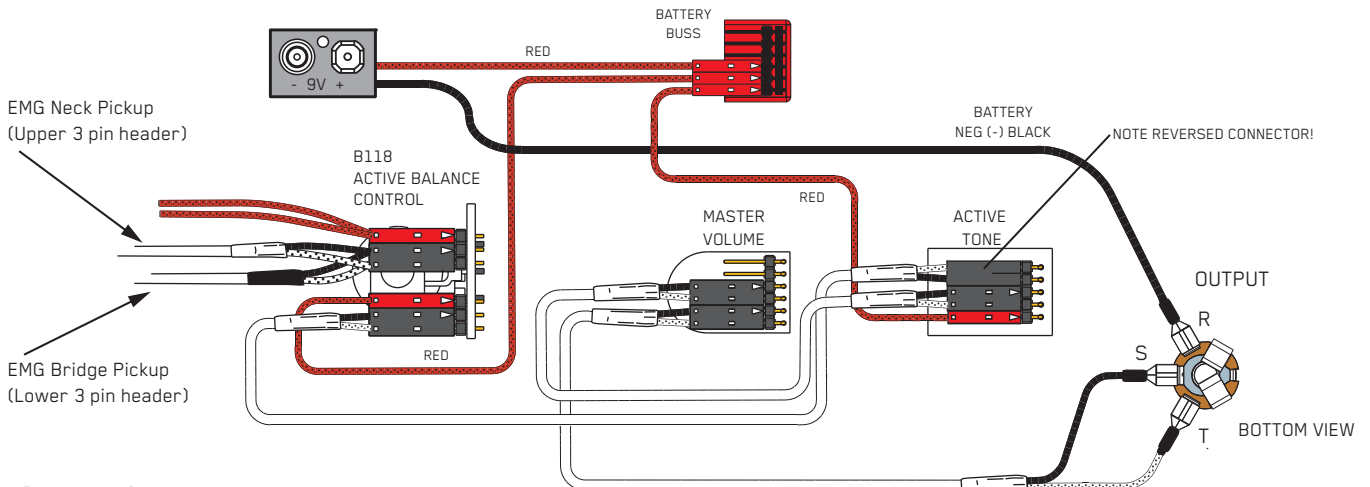 BATTERY
BUSS
RED
- 9V +
EMG Neck Pickup
(Upper 3 pin header)
BATTERY
NEG (-) BLACK
NOTE REVERSED CONNECTOR!
B118
ACTIVE BALANCE
CONTROL
RED
MASTER
VOLUME
ACTIVE
TONE
OUTPUT
R
S
RED
EMG Bridge Pickup
(Lower 3 pin header)
T
BOTTOM VIEW